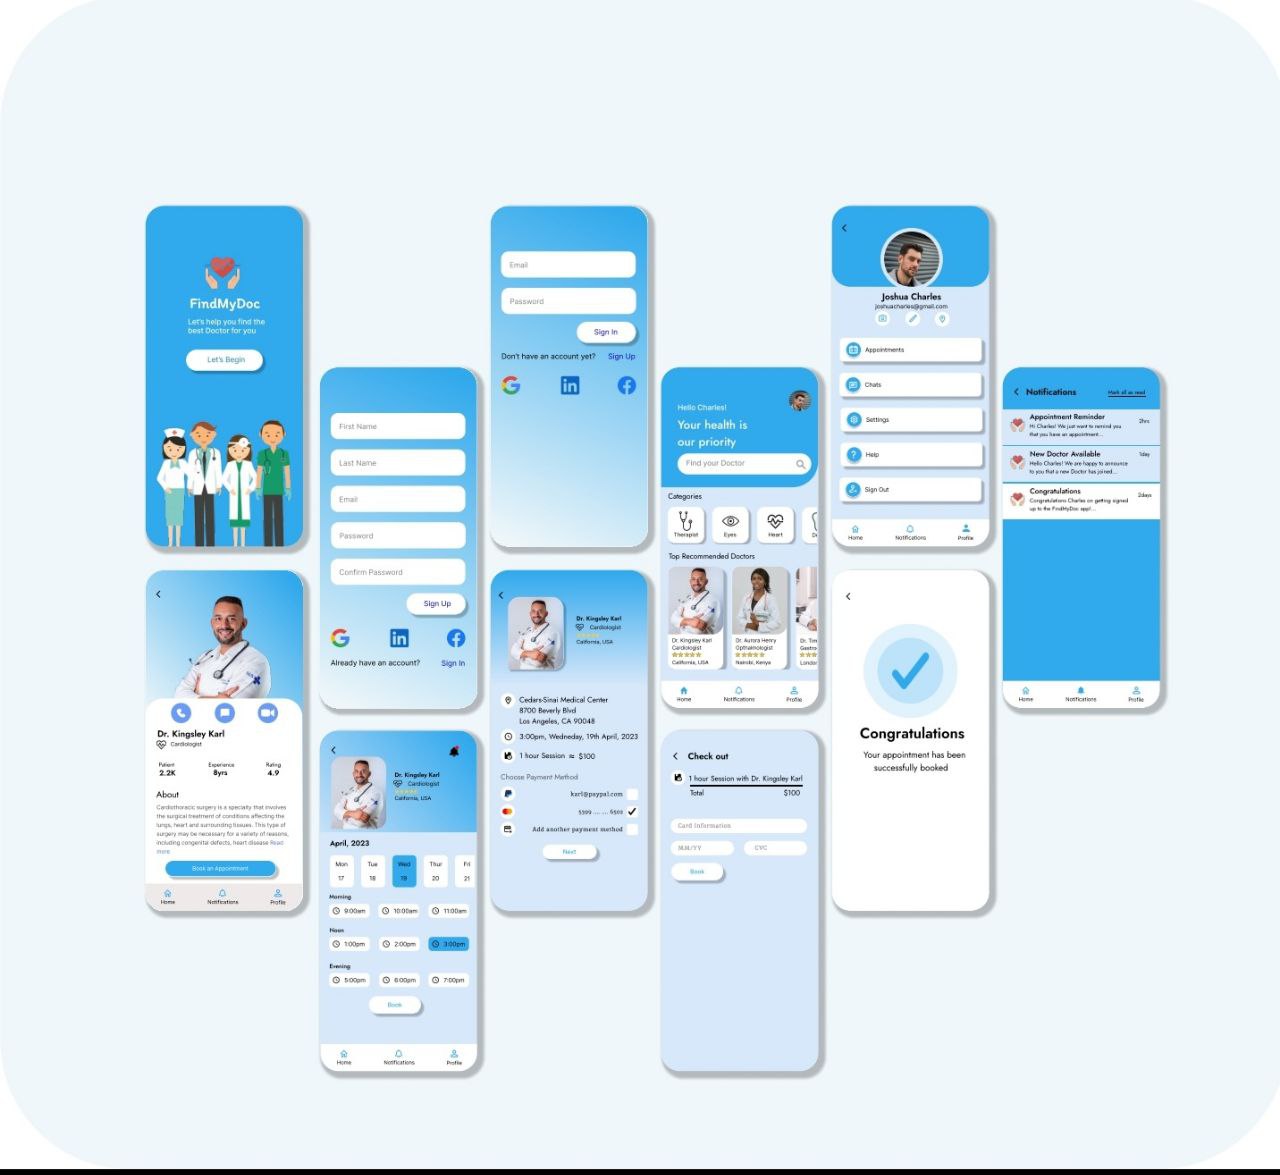 FindMyDoc
Let's help you find the
best Doctor for you
Let's Begin
First Name
Last Name
Email
Password
Confirm Password
Sign Up
Already have an account?
Sign In
Email
Password
Sign In
Don't have an account yet?
Sign Up
Hello Charles!
Your health is
our priority
Find your Doctor
Categories
Therapist
Eyes
Heart
Top Recommended Doctors
Dr. Kingsley Karl
Cardiologist
California, USA
Dr. Aurora Henry
Opthalmologist
Nairobi, Kenya
Dr. Tim
Gastro
London
Home
Notifications
Profile
Joshua Charles
joshuacharles@gmail.com
Appointments
Chats
Settings
Help
Sign Out
Home
Notifications
Profile
Notifications
Mark all as read
Appointment Reminder
2hrs
Hi Charles! We just want to remind you
that you have an appointment...
New Doctor Available
1day
Hello Charles! We are happy to announce
to you that a new Doctor has joined...
Congratulations
2days
Congratulations Charles on getting signed
up to the FindMyDoc app!...
Home
Notifications
Profile
Dr. Kingsley Karl
Cardiologist
Patient
Experience
Rating
2.2K
8yrs
4.9
About
Cardiothoracic surgery is a specialty that involves
the surgical treatment of conditions affecting the
lungs, heart and surrounding tissues. This type of
surgery may be necessary for a variety of reasons,
including congenital defects, heart disease Read
more
Book an Appointment
Home
Notifications
Profile
Dr. Kingsley Karl
Cardiologist
California, USA
April, 2023
Mon
Tue
Wed
Thur
Fri
17
18
19
20
21
Morning
9:00am
10:00am
11:00am
Noon
1:00pm
2:00pm
3:00pm
Evening
5:00pm
6:00pm
7:00pm
Book
Home
Notifications
Profile
Dr. Kingsley Karl
Cardiologist
California, USA
Cedars-Sinai Medical Center
8700 Beverly Blvd
Los Angeles, CA 90048
3:00pm, Wedneday, 19th April, 2023
1 hour Session ≈ $100
Choose Payment Method
karl@paypal.com
Add another payment method
Next
Check out
1 hour Session with Dr. Kingsley Karl
Total
$100
Card Information
MM/YY
CVC
Book
Congratulations
Your appointment has been
successfully booked